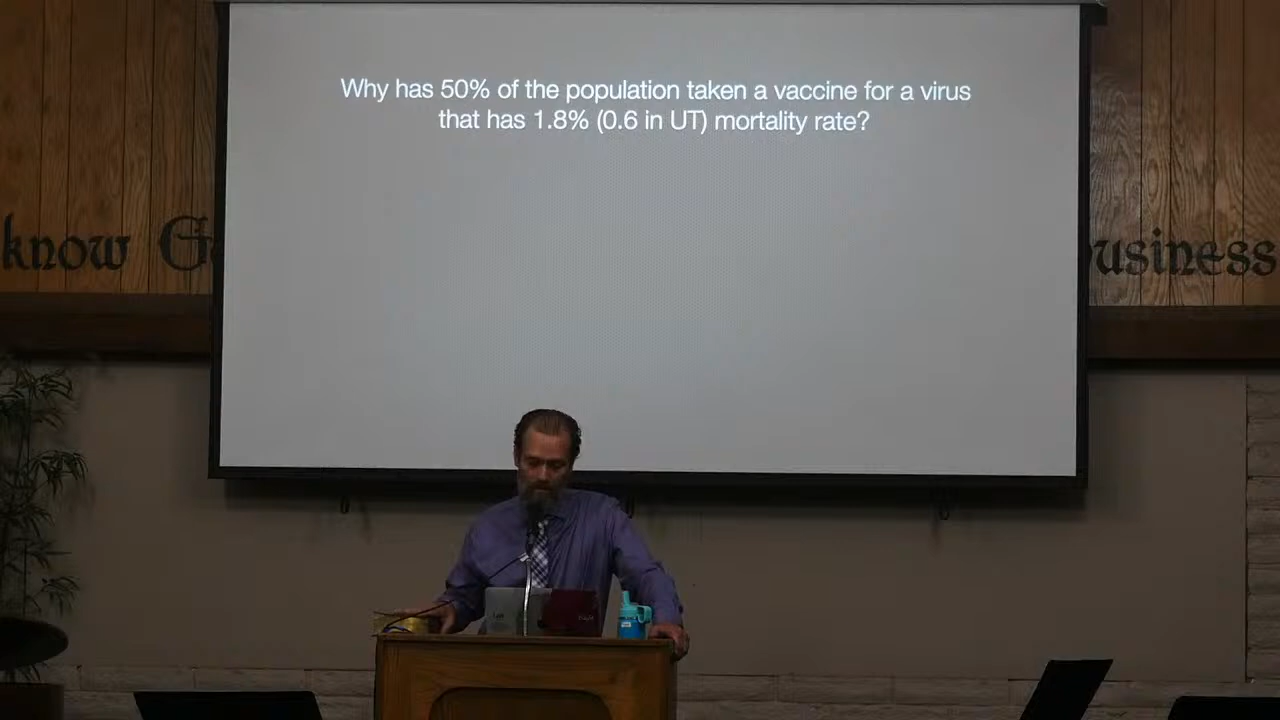 Why has 50% of the population taken a vaccine for a virus
that has 1.8% (0.6 in UT) mortality rate?
know G
usiness